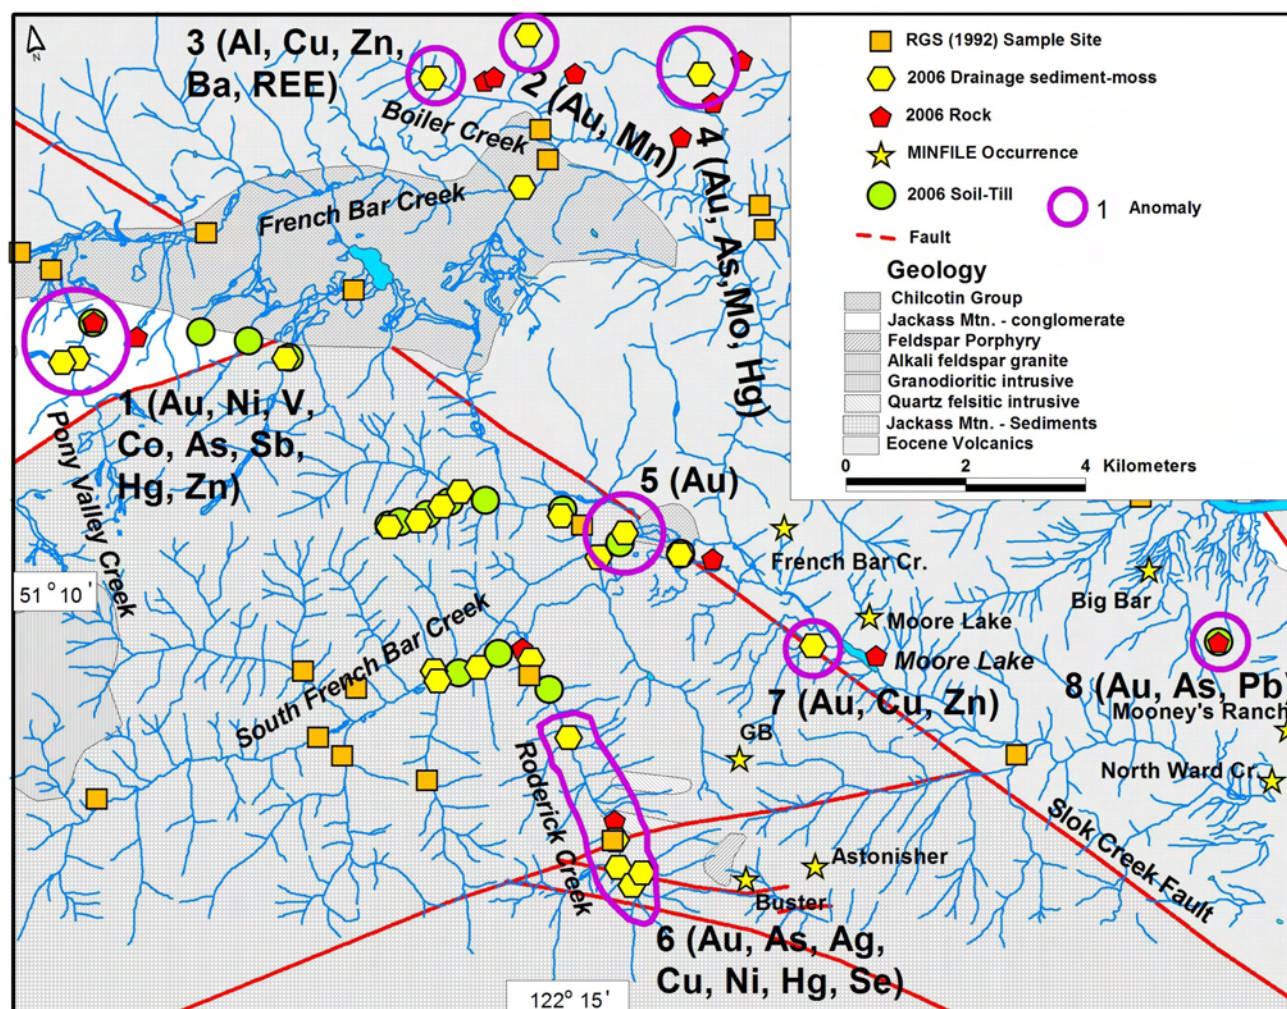 N
3 (Al, Cu, Zn,
Ba, REE)
2 (Au, Mn)
4 (Au, As,Mo, Hg)
Boiler Creek
French Bar Creek
RGS (1992) Sample Site
2006 Drainage sediment-moss
2006 Rock
MINFILE Occurrence
2006 Soil-Till
1 Anomaly
Fault
Geology
Chilcotin Group
Jackass Mtn. - conglomerate
Feldspar Porphyry
Alkali feldspar granite
Granodioritic intrusive
Quartz felsitic intrusive
Jackass Mtn. - Sediments
Eocene Volcanics
0 2 4 Kilometers
1 (Au, Ni, V,
Co, As, Sb,
Hg, Zn)
Pony Valley Creek
5 (Au)
French Bar Cr.
Big Bar
51° 10'
Moore Lake
Moore Lake
South French Bar Creek
7 (Au, Cu, Zn)
8 (Au, As, Pb)
Mooney's Ranch
GB
North Ward Cr.
Roderick Creek
Slok Creek Fault
Astonisher
Buster
6 (Au, As, Ag,
Cu, Ni, Hg, Se)
122° 15'